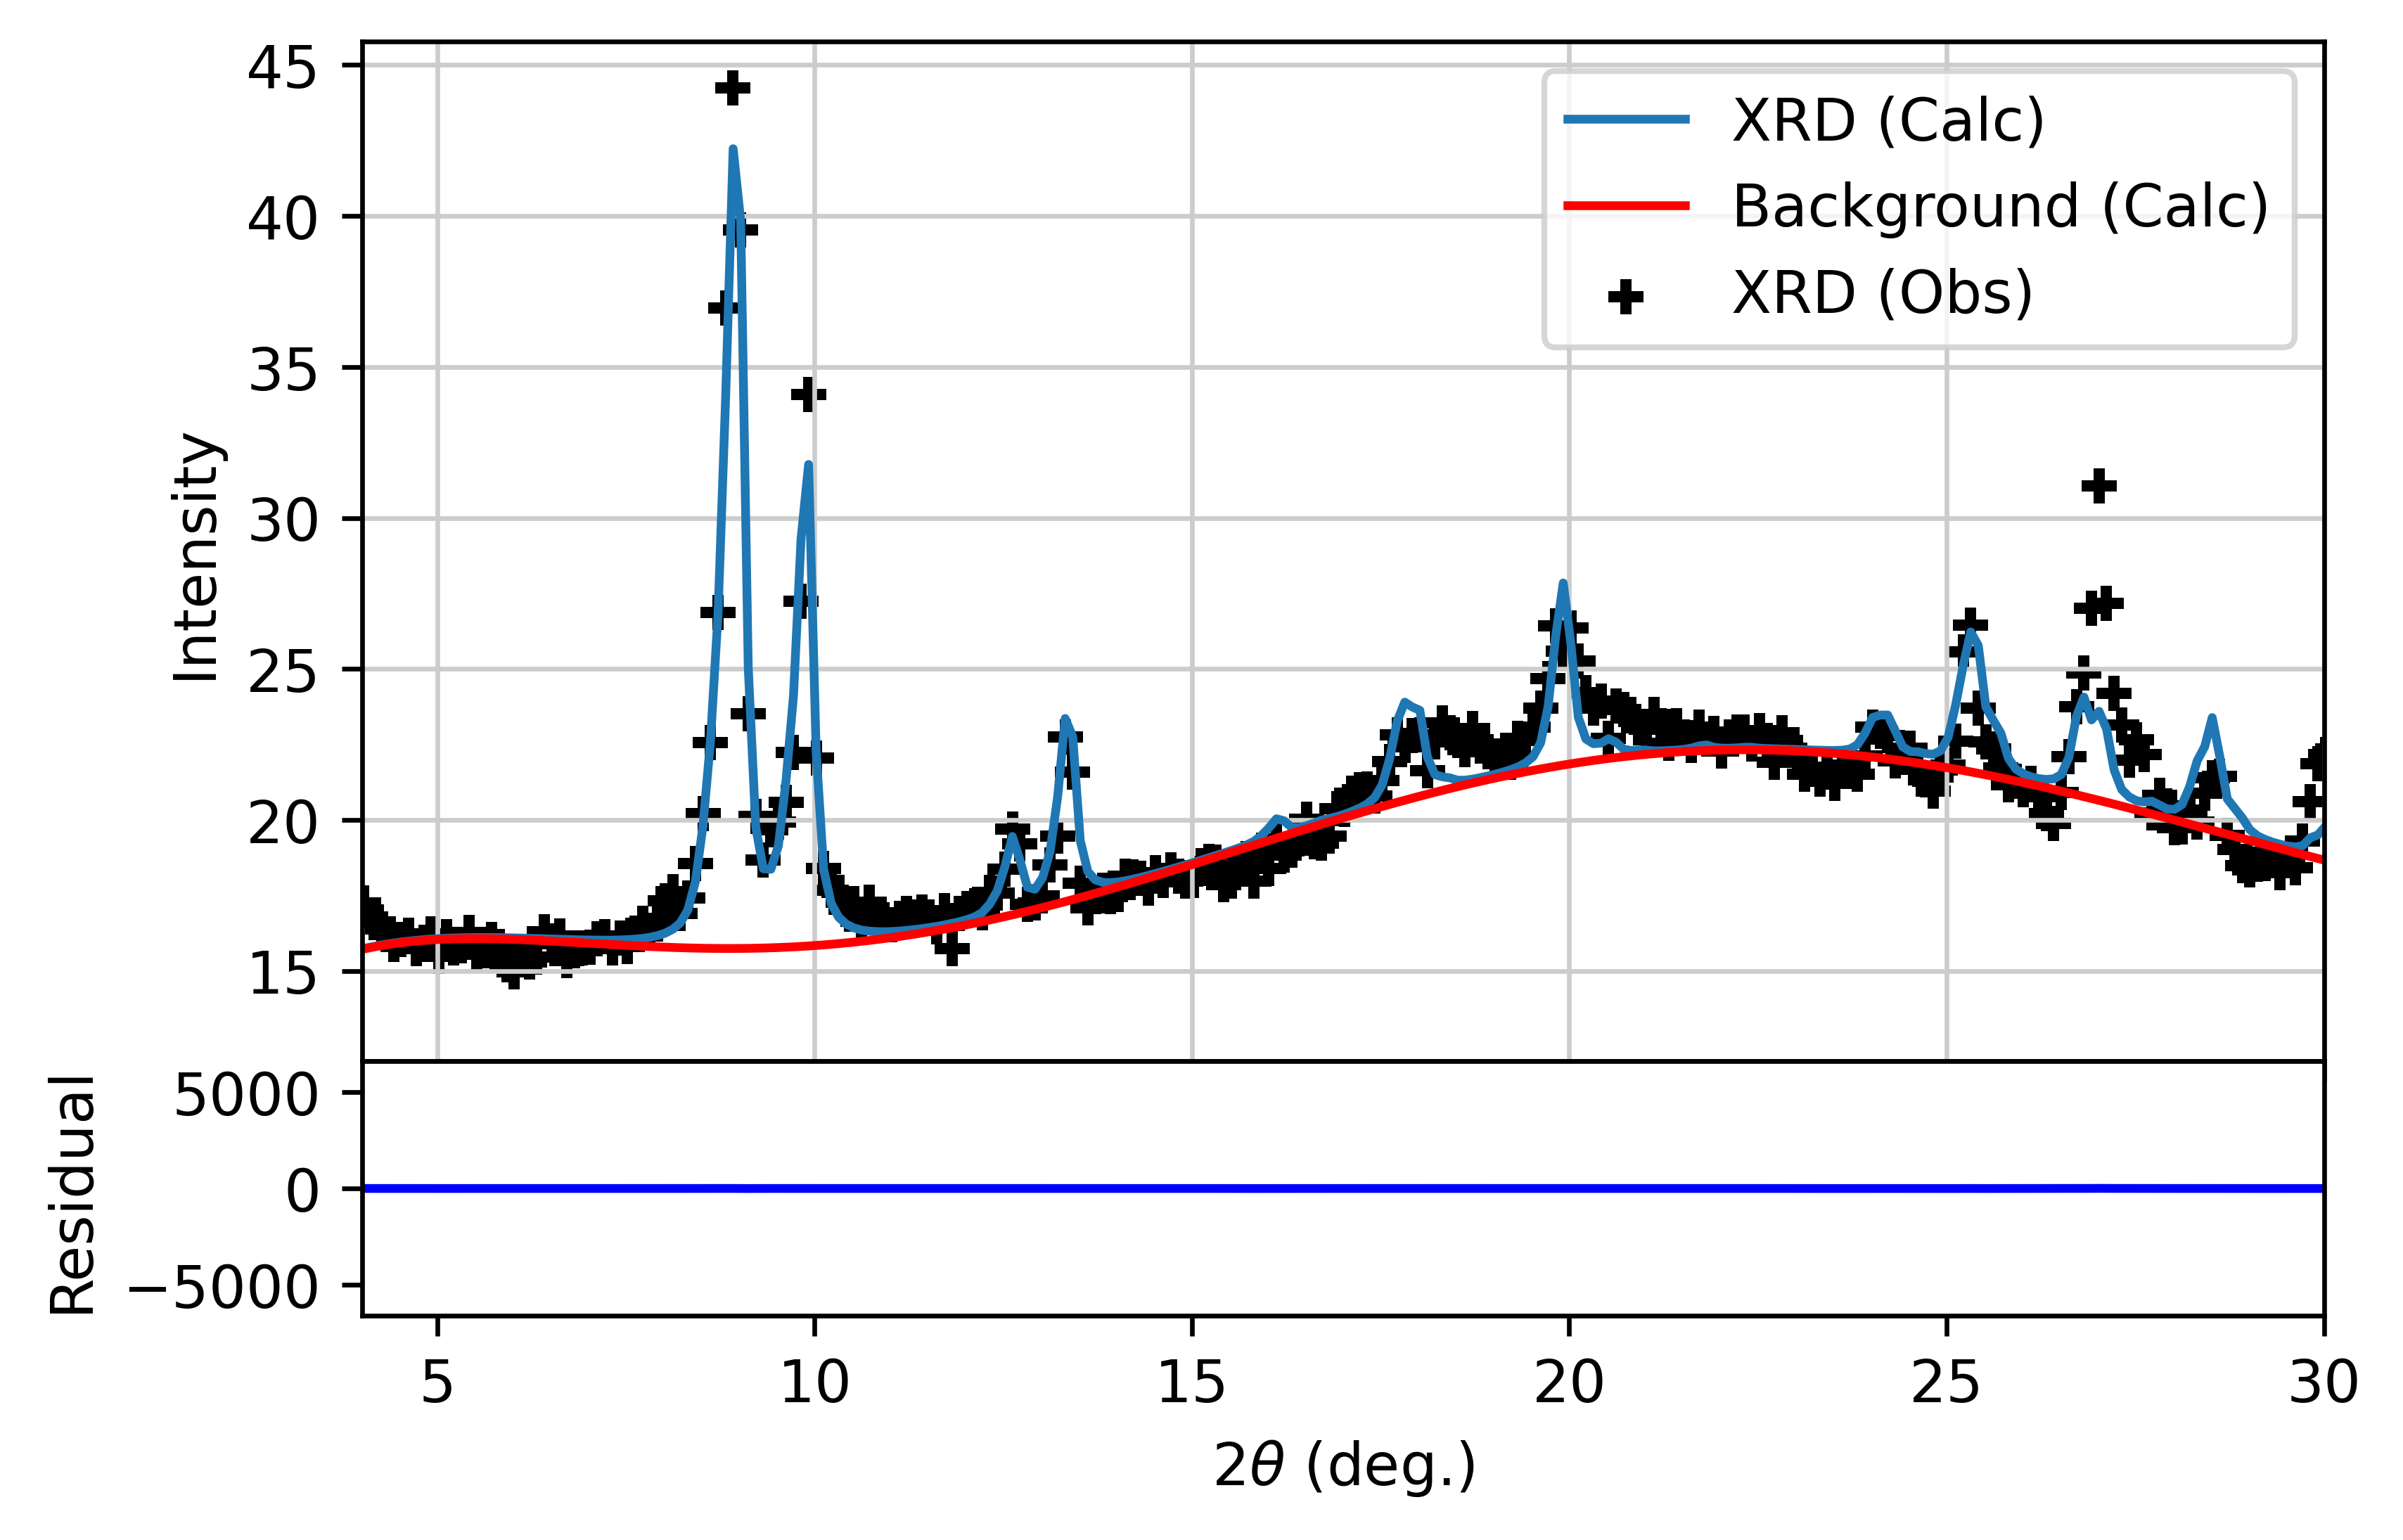 45
40
35
30
25
20
15
Intensity
XRD (Calc)
Background (Calc)
XRD (Obs)
5000
0
−5000
Residual
5 10 15 20 25 30
2θ (deg.)